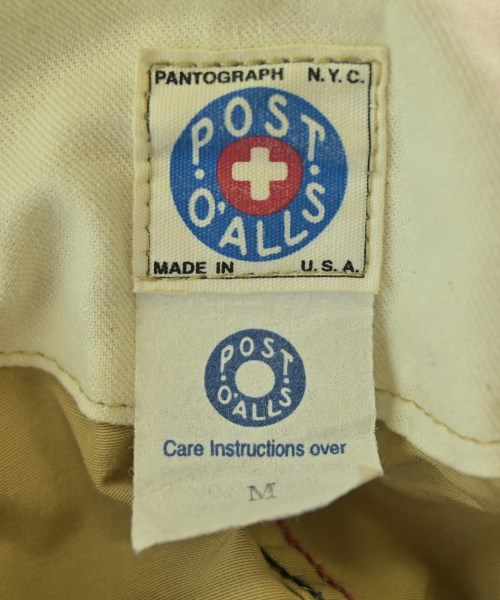 PANTOGRAPH N.Y.C.
POST
O'ALLS
MADE IN U.S.A.
POST
O'ALLS
Care Instructions over
M